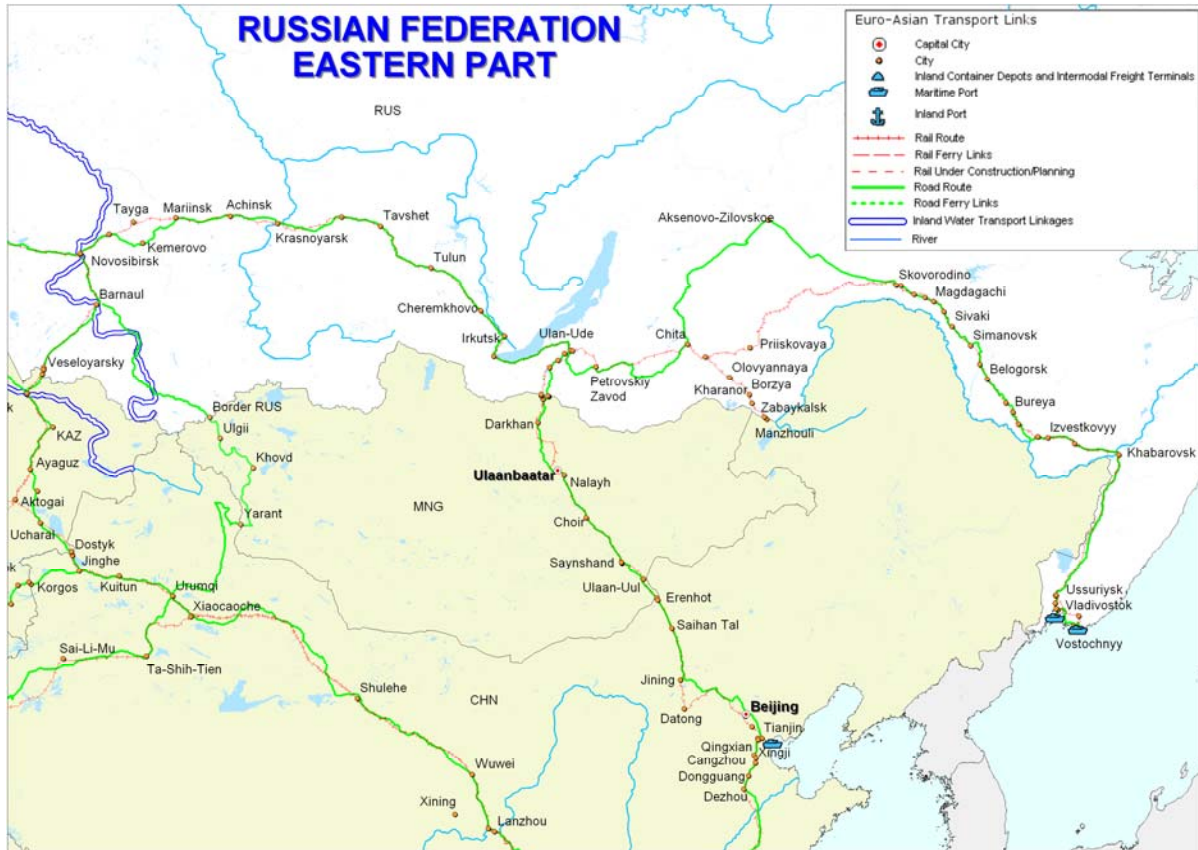 RUSSIAN FEDERATION
EASTERN PART
Euro-Asian Transport Links
Capital City
City
Inland Container Depots and Intermodal Freight Terminals
Maritime Port
Inland Port
Rail Route
Rail Ferry Links
Rail Under Construction/Planning
Road Route
Road Ferry Links
Inland Water Transport Linkages
River
RUS
Tayga
Mariinsk
Achinsk
Kemerovo
Krasnoyarsk
Tavshet
Aksenovo-Zilovskoe
Novosibirsk
Tulun
Skovorodino
Magdagachi
Barnaul
Cheremkhovo
Sivaki
Irkutsk
Ulan-Ude
Chita
Simanovsk
Priiskovaya
Veseloyarsky
Petrovskiy
Zavod
Olovyannaya
Belogorsk
Kharanor
Borzya
Bureya
Border RUS
Zabaykalsk
Darkhan
Manzhouli
Izvestkovyy
KAZ
Ulgii
Khabarovsk
Ayaguz
Khovd
Ulaanbaatar
Nalayh
Aktogai
MNG
Yarant
Choir
Ucharal
Dostyk
Jinghe
Saynshand
Korgos
Kuitun
Urumqi
Ulaan-Uul
Xiaocaoche
Erenhot
Ussuriysk
Vladivostok
Saihan Tal
Vostochnyy
Sai-Li-Mu
Ta-Shih-Tien
Jining
Shulehe
CHN
Beijing
Datong
Tianjin
Qingxian
Xingji
Cangzhou
Wuwei
Dongguang
Dezhou
Xining
Lanzhou